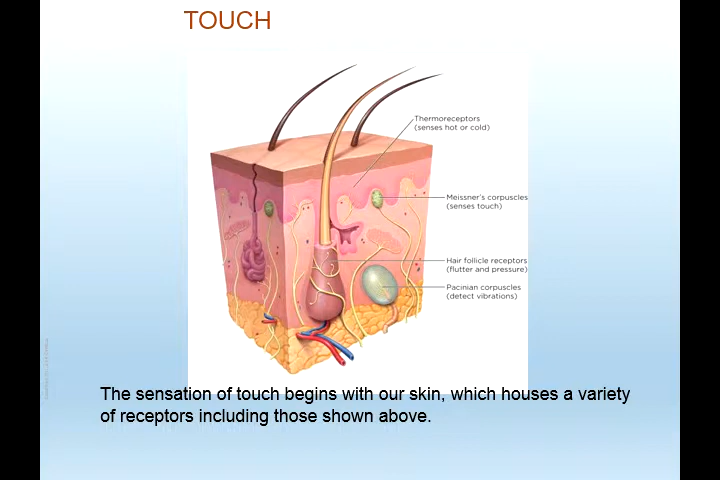 TOUCH
Thermoreceptors
(senses hot or cold)
Meissner's corpuscles
(senses touch)
Hair follicle receptors
(flutter and pressure)
Pacinian corpuscles
(detect vibrations)
The sensation of touch begins with our skin, which houses a variety
of receptors including those shown above.